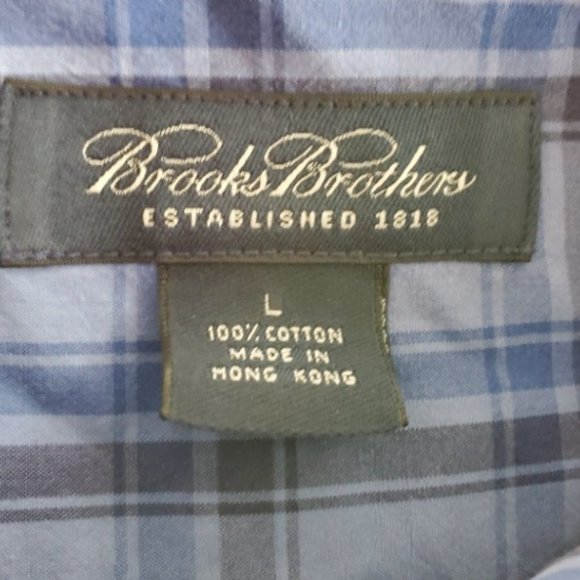 Brooks Brothers
ESTABLISHED 1818
L
100% COTTON
MADE IN
HONG KONG